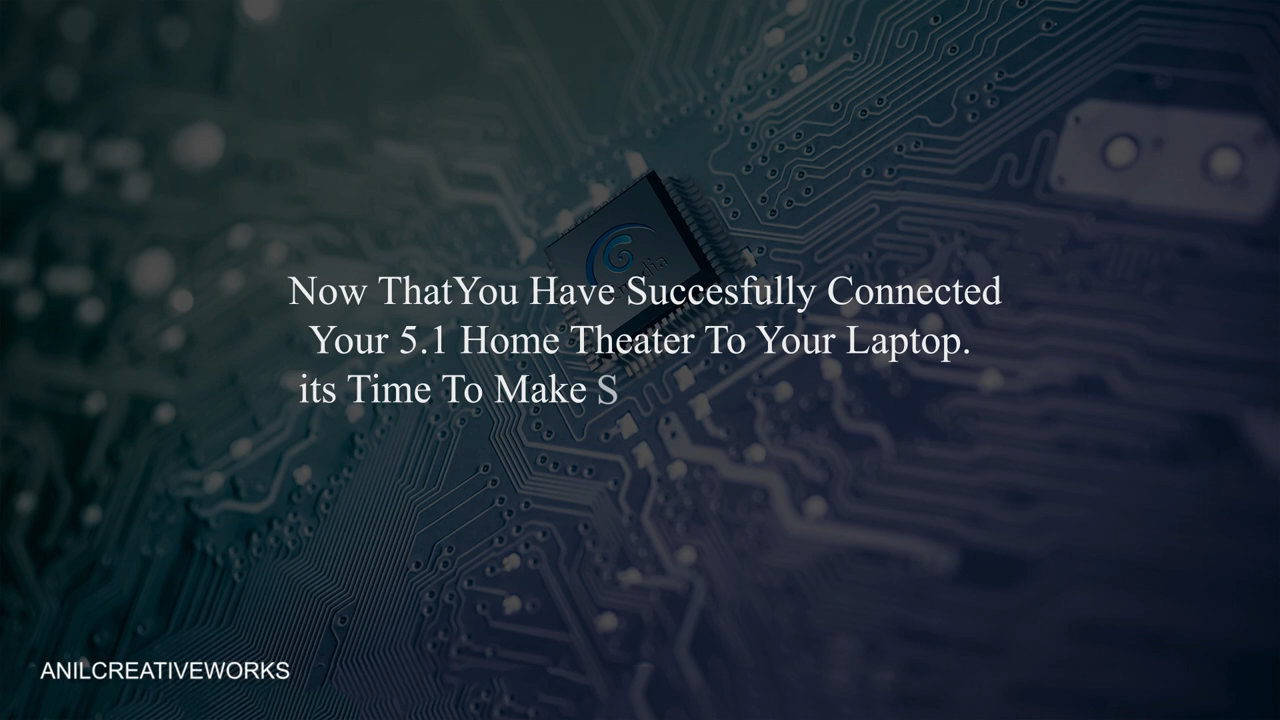 Now ThatYou Have Succesfully Connected
Your 5.1 Home Theater To Your Laptop.
its Time To Make S
ANILCREATIVEWORKS